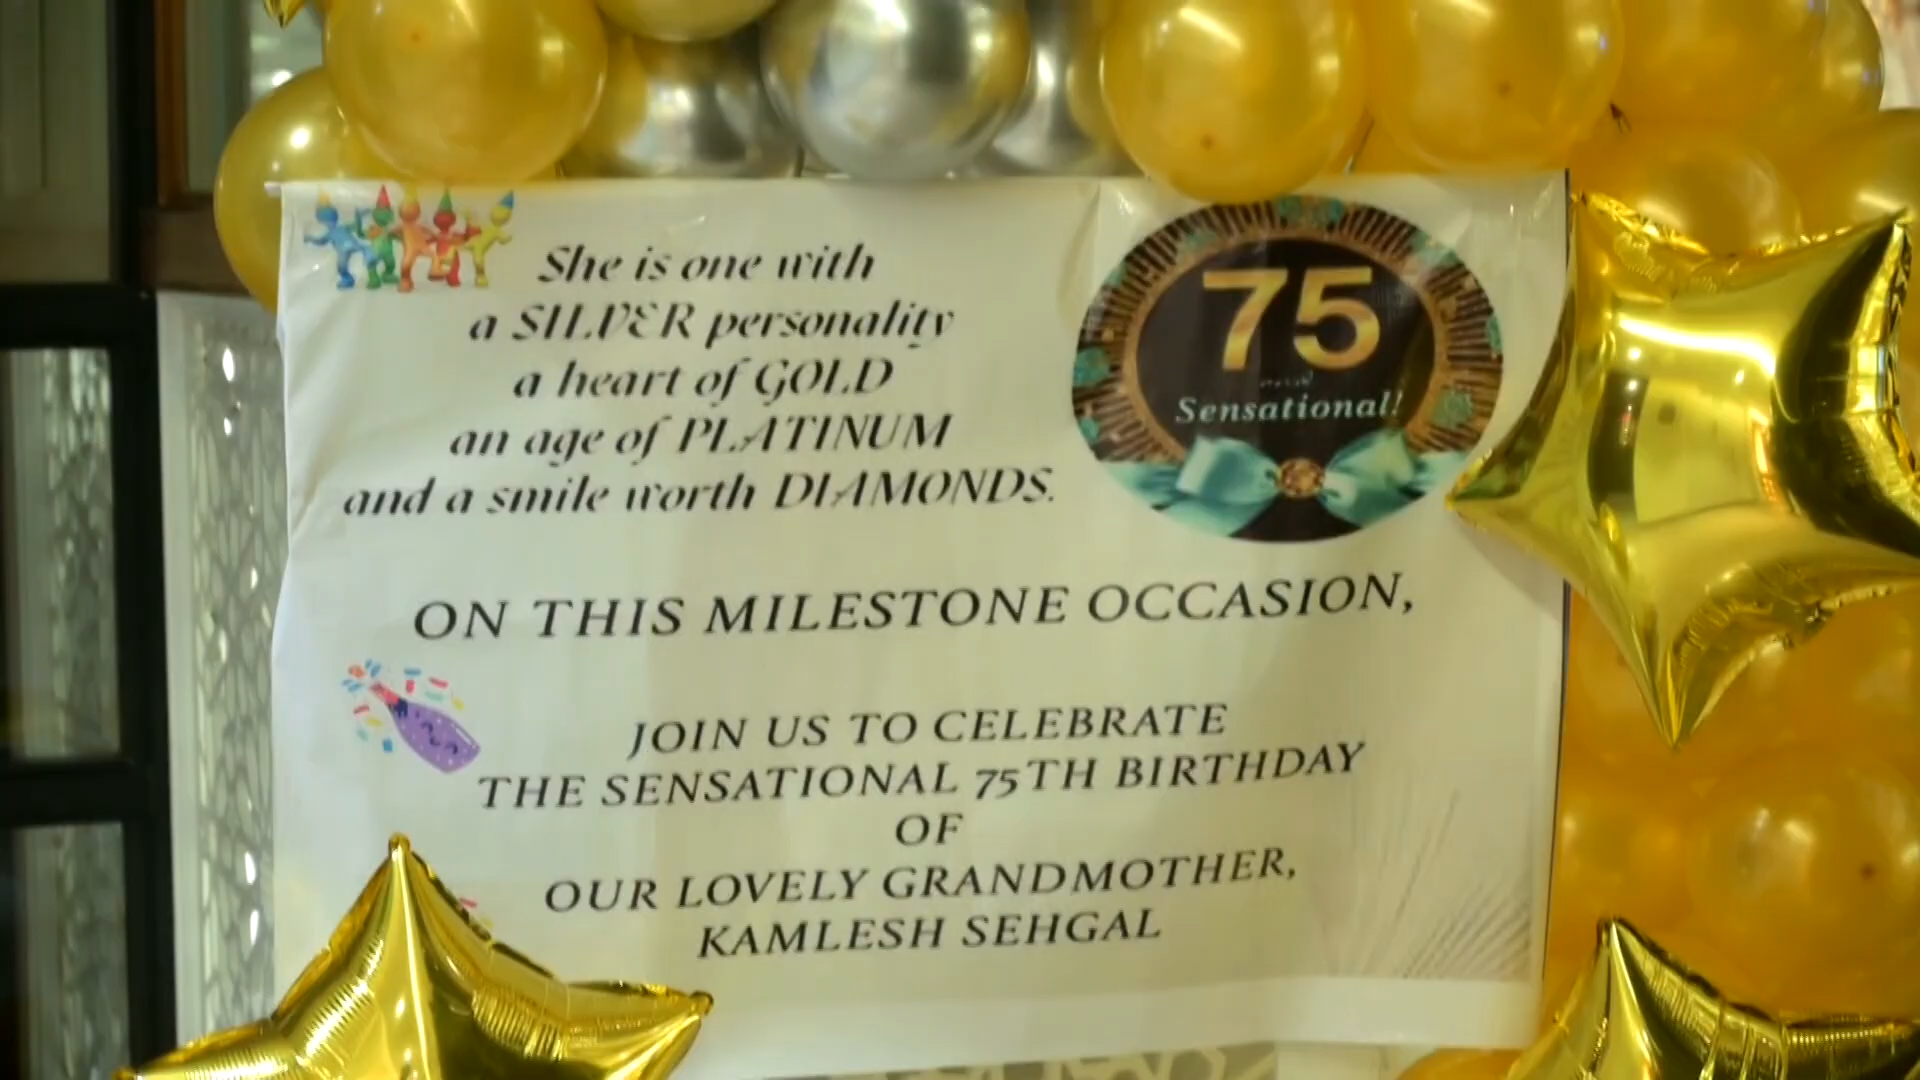 She is one with
a SILVER personality
a heart of GOLD
an age of PLATINUM
and a smile worth DIAMONDS.
75
Sensational!
ON THIS MILESTONE OCCASION,
JOIN US TO CELEBRATE
THE SENSATIONAL 75TH BIRTHDAY
OF
OUR LOVELY GRANDMOTHER,
KAMLESH SEHGAL